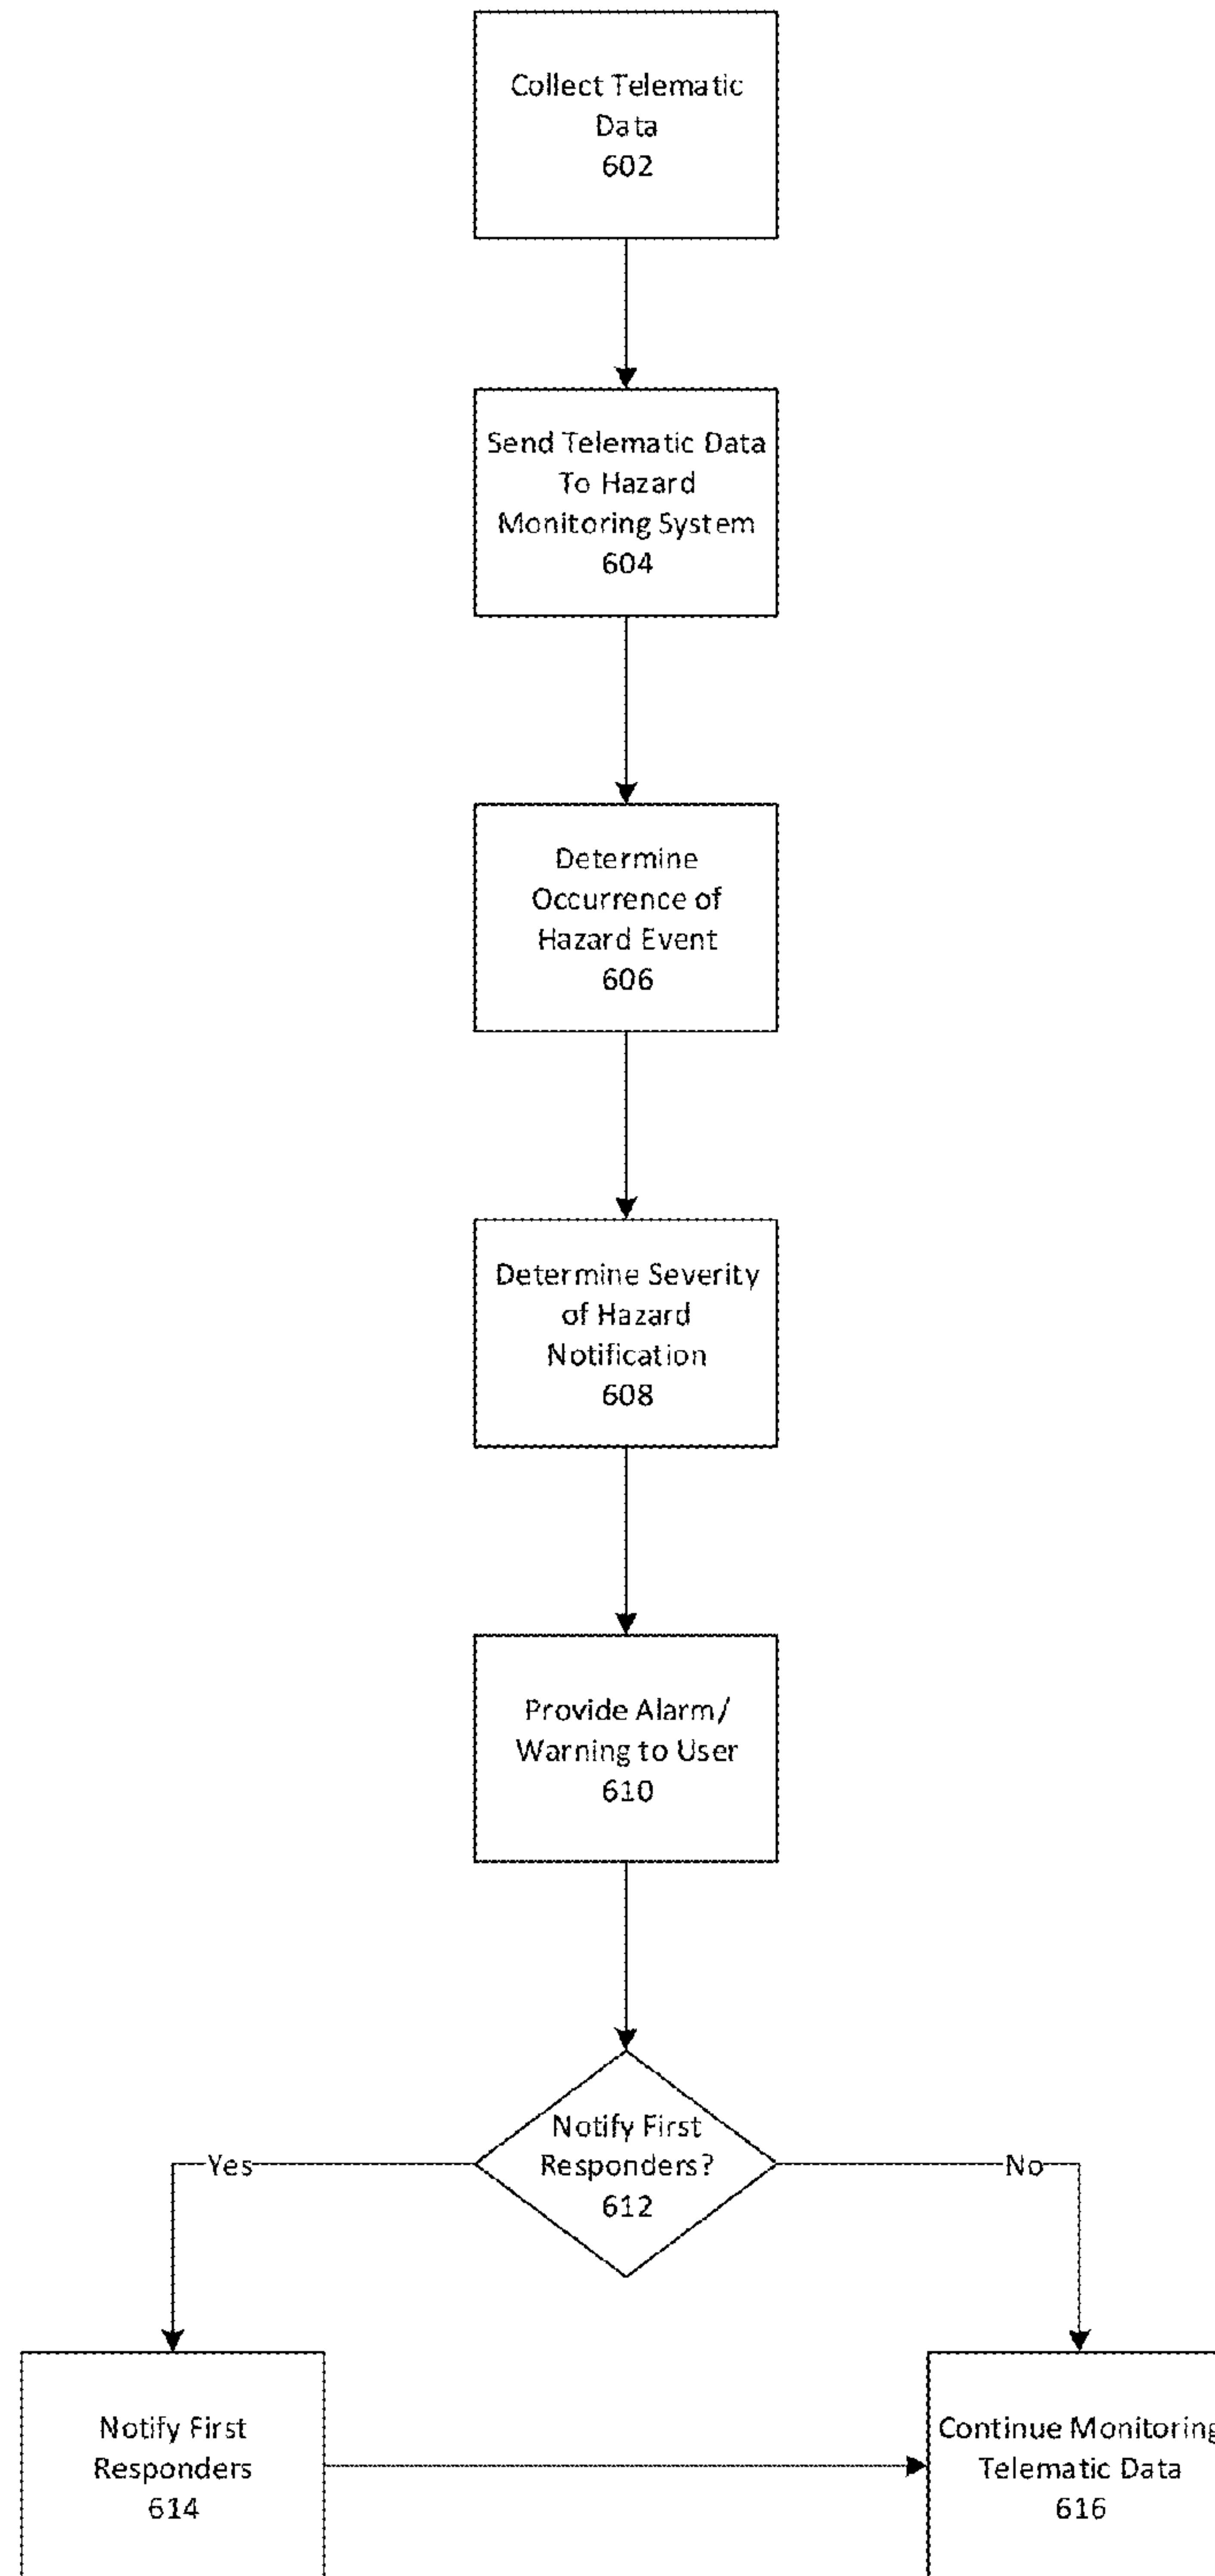 Collect Telematic
Data
602
Send Telematic Data
To Hazard
Monitoring System
604
Determine
Occurrence of
Hazard Event
606
Determine Severity
of Hazard
Notification
608
Provide Alarm/
Warning to User
610
Notify First
Responders?
612
Yes
No
Notify First
Responders
614
Continue Monitoring
Telematic Data
616